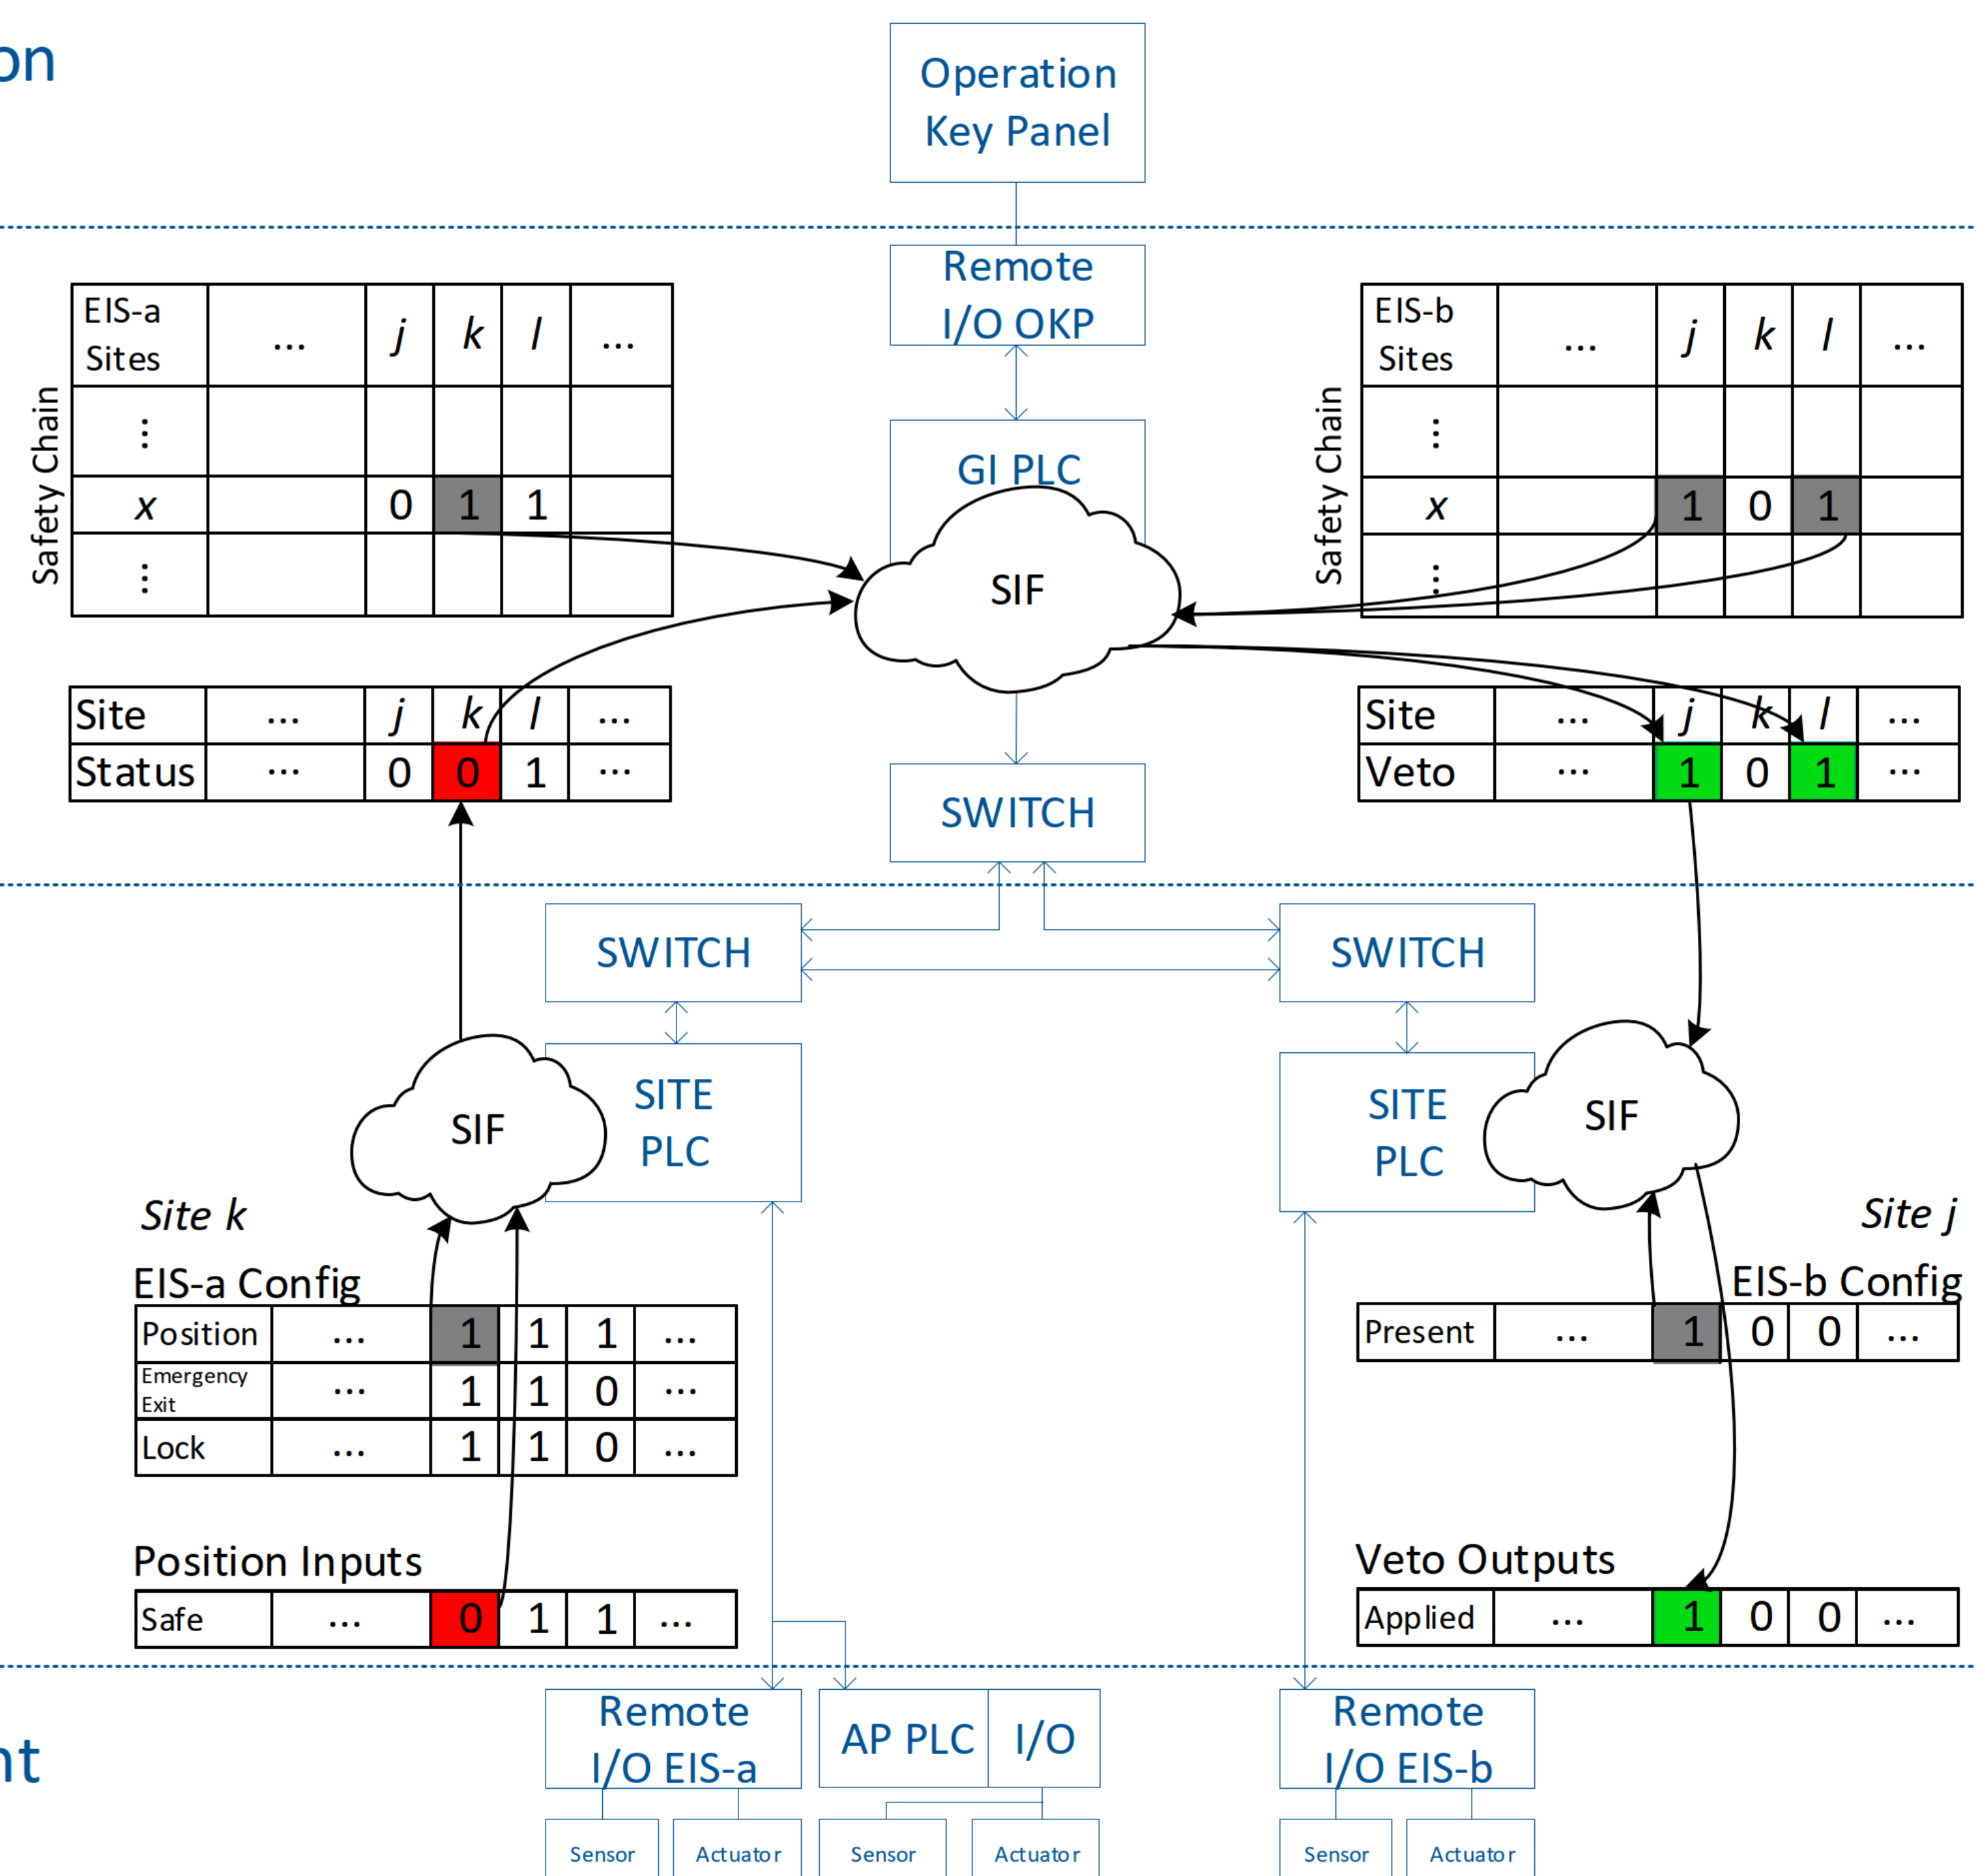 on
Operation
Key Panel
Remote
I/O OKP
EIS-a
Sites
... j k l ...
Safety Chain
⋮
x 0 1 1
⋮
GI PLC
SIF
EIS-b
Sites
... j k l ...
Safety Chain
⋮
x 1 0 1
⋮
Site ... j k l ...
Status ... 0 0 1 ...
Site ... j k l ...
Veto ... 1 0 1 ...
SWITCH
SWITCH
SWITCH
SITE
PLC
SIF
SITE
PLC
SIF
Site k
EIS-a Config
Position ... 1 1 1 ...
Emergency
Exit
... 1 1 0 ...
Lock ... 1 1 0 ...
Position Inputs
Safe ... 0 1 1 ...
Site j
EIS-b Config
Present ... 1 0 0 ...
Veto Outputs
Applied ... 1 0 0 ...
nt
Remote
I/O EIS-a
AP PLC
I/O
Remote
I/O EIS-b
Sensor
Actuator
Sensor
Actuator
Sensor
Actuator